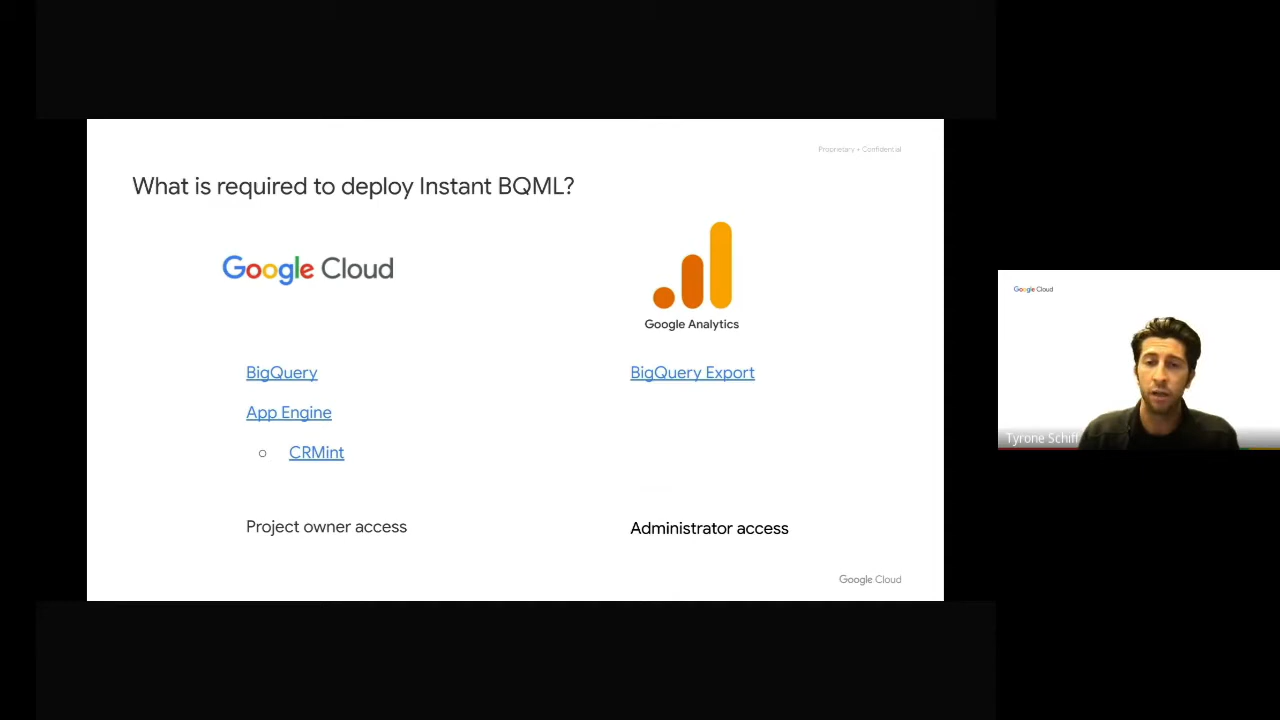 Proprietary + Confidential
What is required to deploy Instant BQML?
Google Cloud
Google Analytics
BigQuery
BigQuery Export
App Engine
CRMint
Project owner access
Administrator access
Google Cloud
Google Cloud
Tyrone Schiff